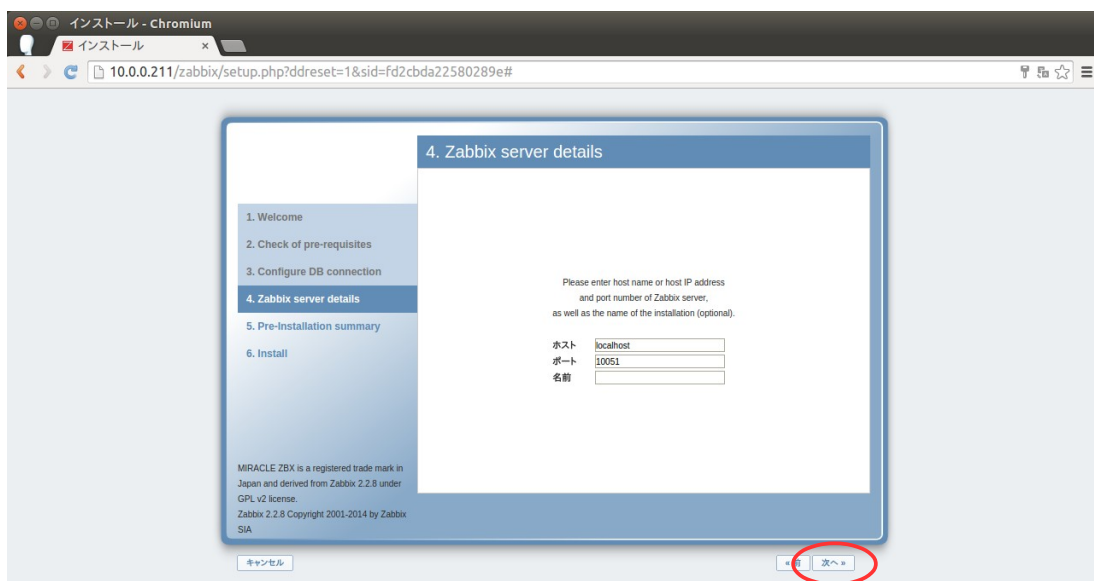 インストール - Chromium
インストール
10.0.0.211/zabbix/setup.php?ddreset=1&sid=fd2cbda22580289e#
4. Zabbix server details
1. Welcome
2. Check of pre-requisites
3. Configure DB connection
4. Zabbix server details
5. Pre-Installation summary
6. Install
Please enter host name or host IP address
and port number of Zabbix server,
as well as the name of the installation (optional).
ホスト localhost
ポート 10051
名前
MIRACLE ZBX is a registered trade mark in
Japan and derived from Zabbix 2.2.8 under
GPL v2 license.
Zabbix 2.2.8 Copyright 2001-2014 by Zabbix
SIA
キャンセル
«前 次へ »